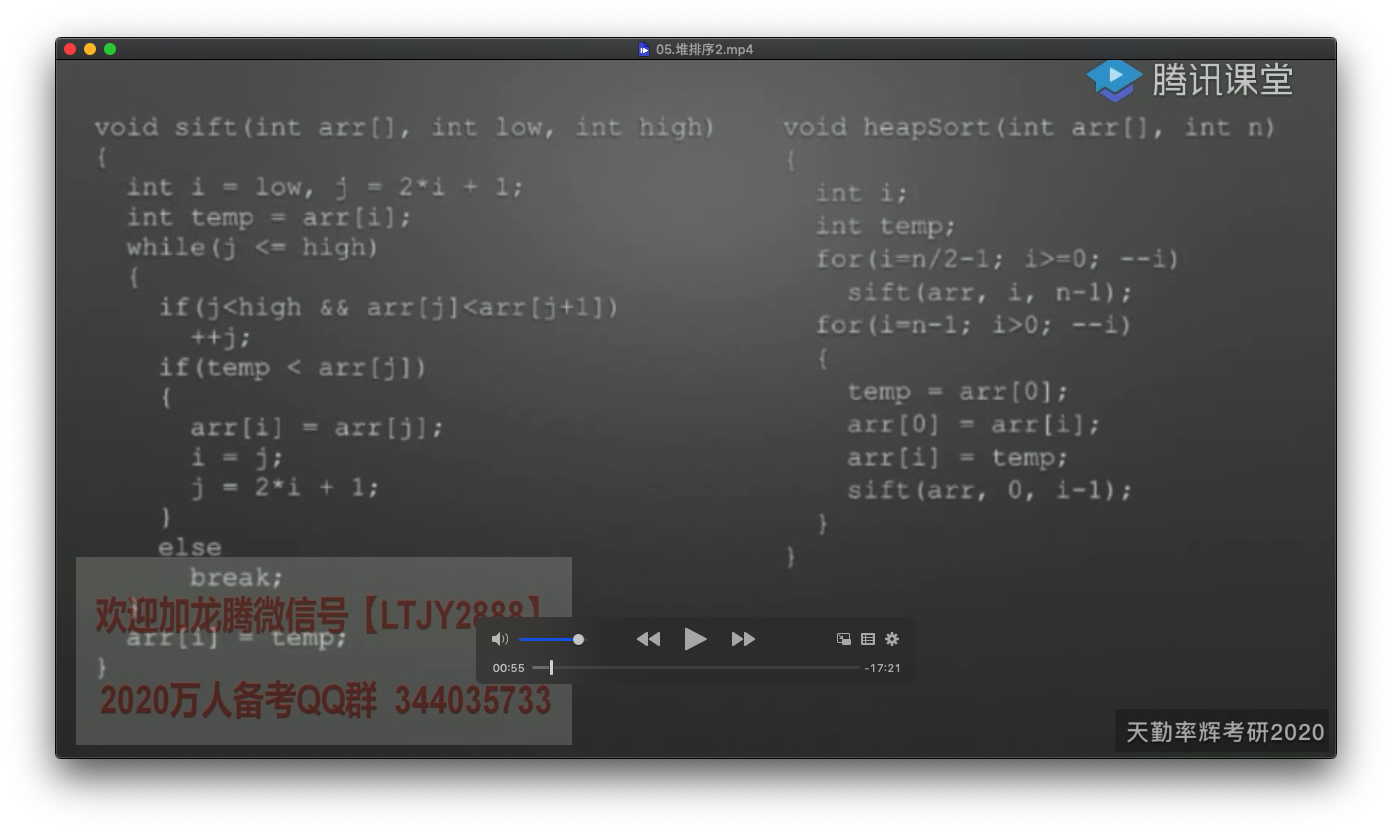 05.堆排序2.mp4
腾讯课堂
void sift(int arr[], int low, int high)
{
int i = low, j = 2*i + 1;
int temp = arr[i];
while(j <= high)
{
if(j<high && arr[j]<arr[j+1])
++j;
if(temp < arr[j])
{
arr[i] = arr[j];
i = j;
j = 2*i + 1;
}
else
break;
}
arr[i] = temp;
}
void heapSort(int arr[], int n)
{
int i;
int temp;
for(i=n/2-1; i>=0; --i)
sift(arr, i, n-1);
for(i=n-1; i>0; --i)
{
temp = arr[0];
arr[0] = arr[i];
arr[i] = temp;
sift(arr, 0, i-1);
}
}
欢迎加龙腾微信号【LTJY2888】
2020万人备考QQ群 344035733
00:55
-17:21
天勤率辉考研2020